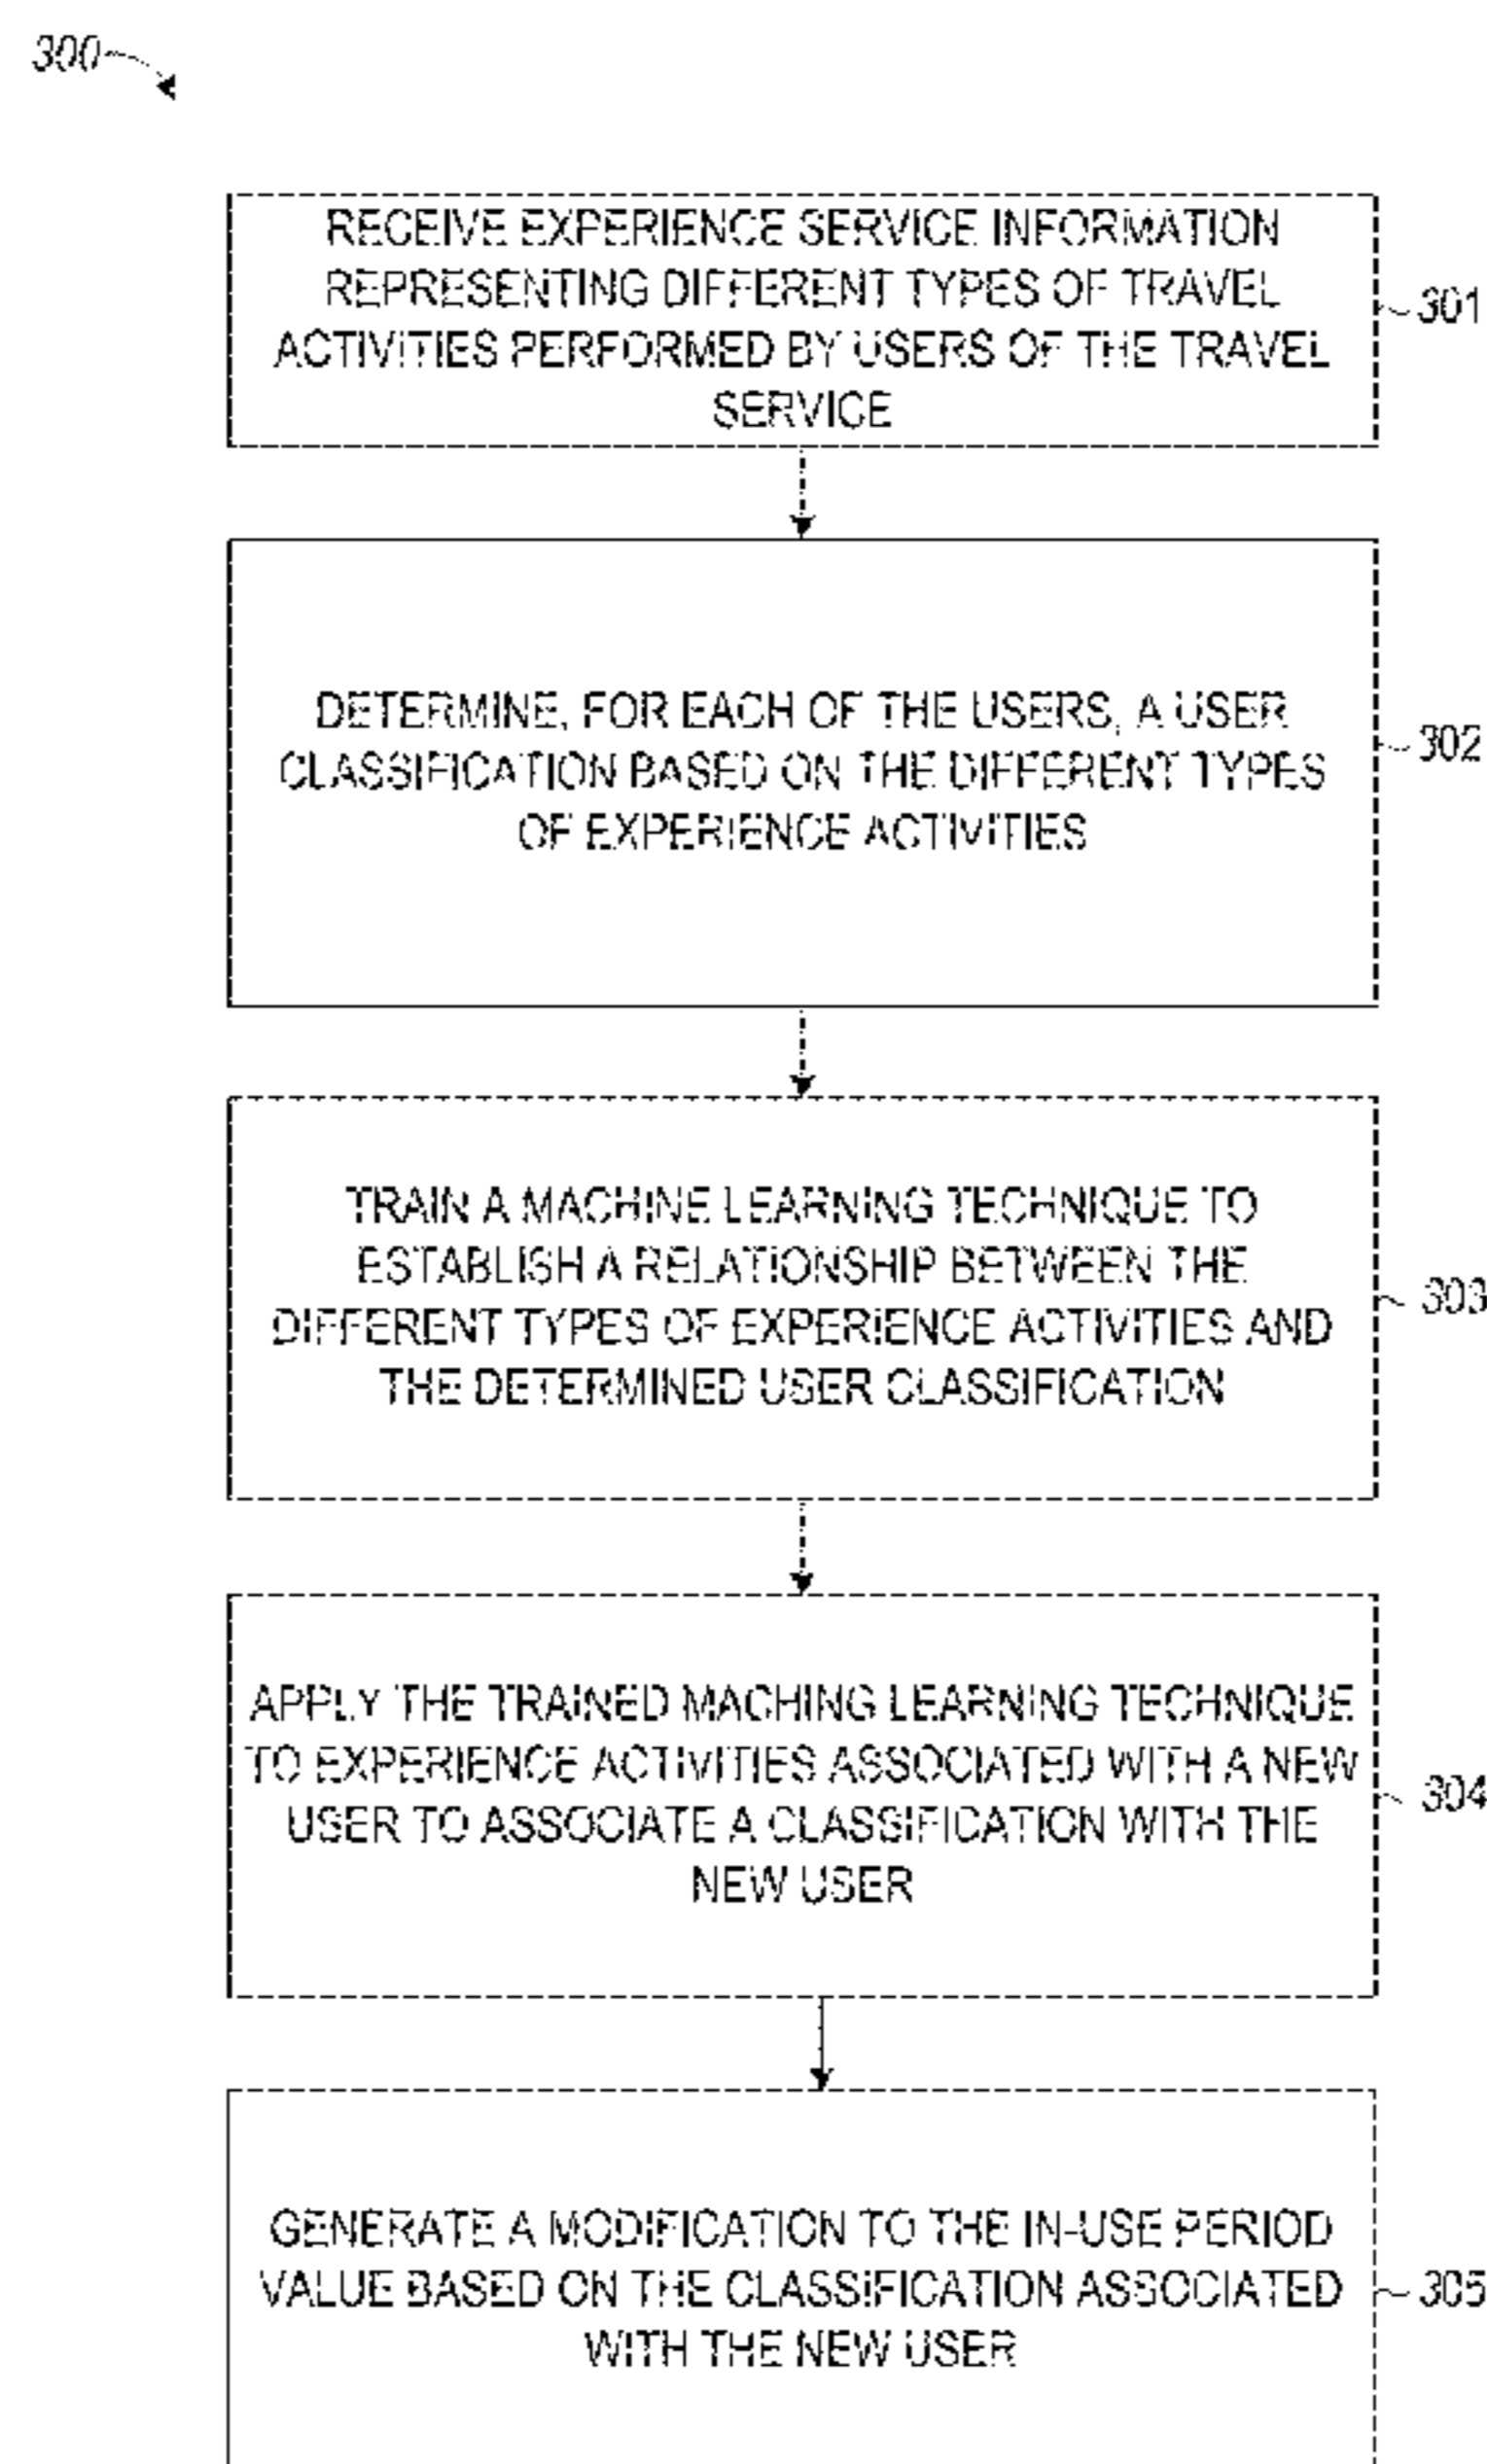 300
RECEIVE EXPERIENCE SERVICE INFORMATION
REPRESENTING DIFFERENT TYPES OF TRAVEL
ACTIVITIES PERFORMED BY USERS OF THE TRAVEL
SERVICE
301
DETERMINE, FOR EACH OF THE USERS, A USER
CLASSIFICATION BASED ON THE DIFFERENT TYPES
OF EXPERIENCE ACTIVITIES
302
TRAIN A MACHINE LEARNING TECHNIQUE TO
ESTABLISH A RELATIONSHIP BETWEEN THE
DIFFERENT TYPES OF EXPERIENCE ACTIVITIES AND
THE DETERMINED USER CLASSIFICATION
303
APPLY THE TRAINED MACHING LEARNING TECHNIQUE
TO EXPERIENCE ACTIVITIES ASSOCIATED WITH A NEW
USER TO ASSOCIATE A CLASSIFICATION WITH THE
NEW USER
304
GENERATE A MODIFICATION TO THE IN-USE PERIOD
VALUE BASED ON THE CLASSIFICATION ASSOCIATED
WITH THE NEW USER
305